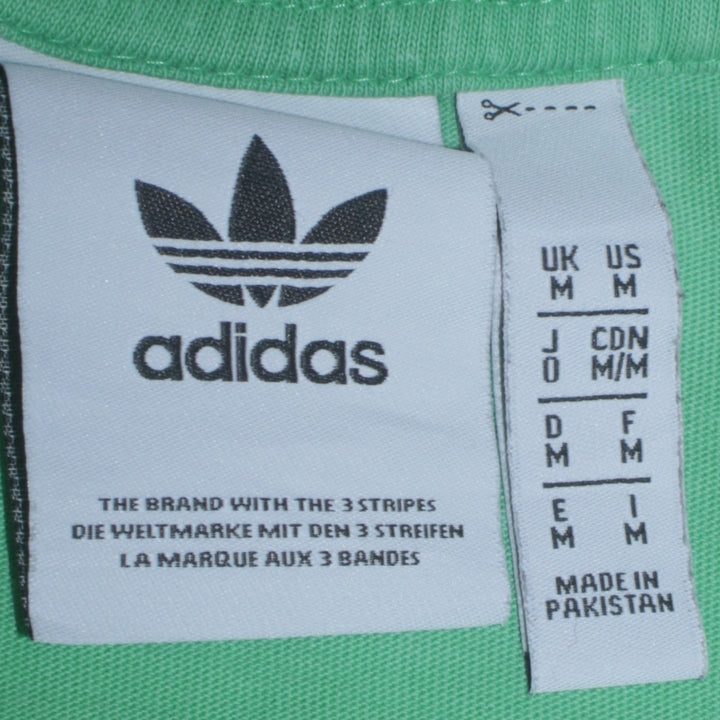 adidas
THE BRAND WITH THE 3 STRIPES
DIE WELTMARKE MIT DEN 3 STREIFEN
LA MARQUE AUX 3 BANDES
UK US
M M
J CDN
O M/M
D F
M M
E I
M M
MADE IN
PAKISTAN